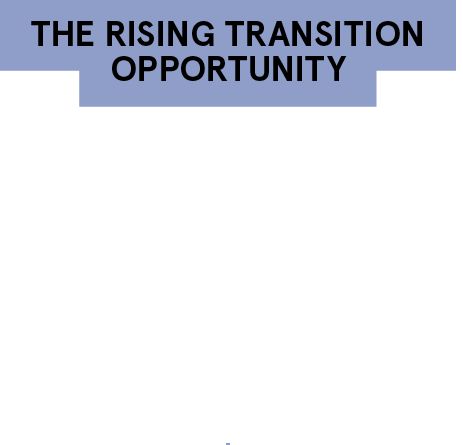 THE RISING TRANSITION
OPPORTUNITY